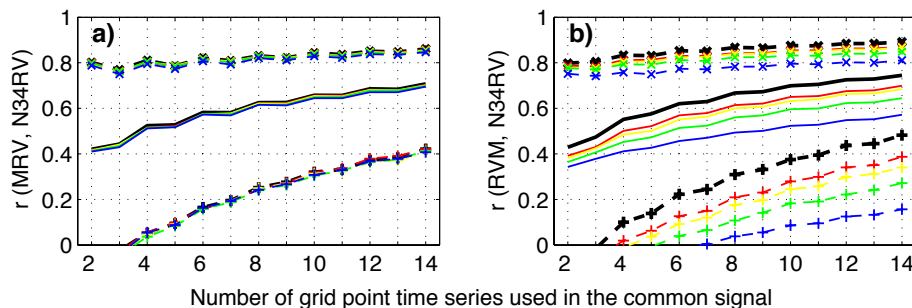 a)
r (MRV, N34RV)
1
0.8
0.6
0.4
0.2
0
2 4 6 8 10 12 14
b)
r (RVM, N34RV)
1
0.8
0.6
0.4
0.2
0
2 4 6 8 10 12 14
Number of grid point time series used in the common signal